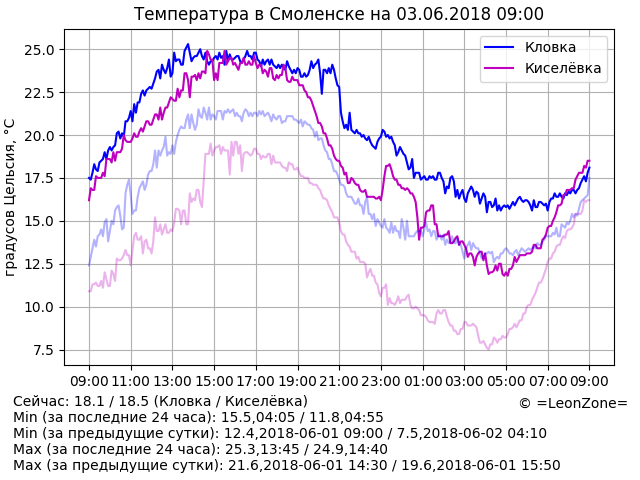 Температура в Смоленске на 03.06.2018 09:00
Кловка
Киселёвка
градусов Цельсия, °C
25.0
22.5
20.0
17.5
15.0
12.5
10.0
7.5
09:00 11:00 13:00 15:00 17:00 19:00 21:00 23:00 01:00 03:00 05:00 07:00 09:00
Сейчас: 18.1 / 18.5 (Кловка / Киселёвка)
© =LeonZone=
Min (за последние 24 часа): 15.5,04:05 / 11.8,04:55
Min (за предыдущие сутки): 12.4,2018-06-01 09:00 / 7.5,2018-06-02 04:10
Max (за последние 24 часа): 25.3,13:45 / 24.9,14:40
Max (за предыдущие сутки): 21.6,2018-06-01 14:30 / 19.6,2018-06-01 15:50